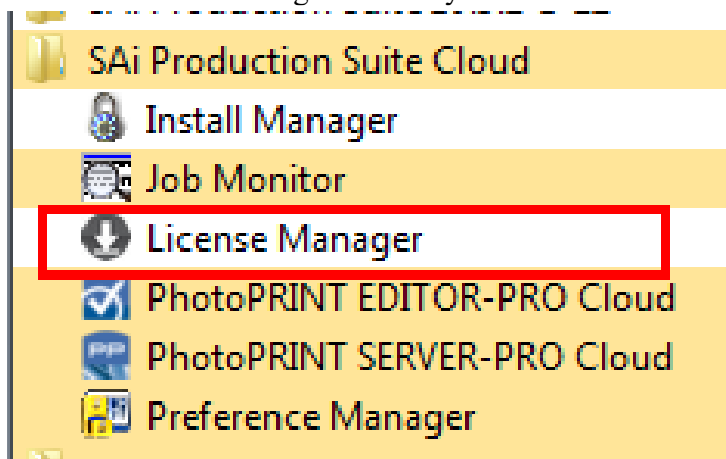 SAi Production Suite Cloud
Install Manager
Job Monitor
License Manager
PhotoPRINT EDITOR-PRO Cloud
PhotoPRINT SERVER-PRO Cloud
Preference Manager